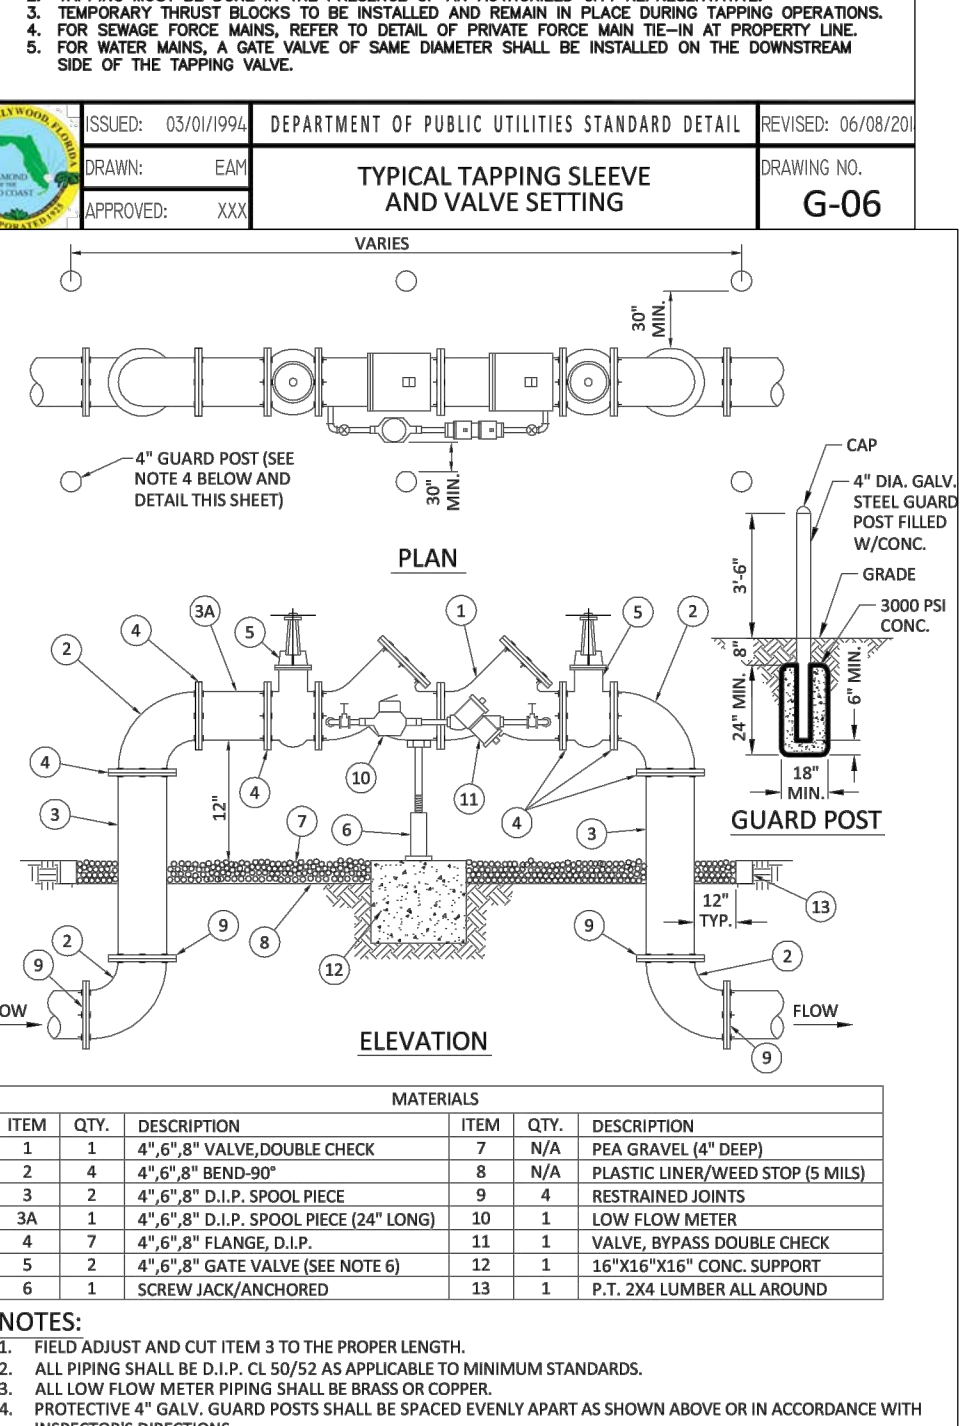 3. TEMPORARY THRUST BLOCKS TO BE INSTALLED AND REMAIN IN PLACE DURING TAPPING OPERATIONS.
4. FOR SEWAGE FORCE MAINS, REFER TO DETAIL OF PRIVATE FORCE MAIN TIE-IN AT PROPERTY LINE.
5. FOR WATER MAINS, A GATE VALVE OF SAME DIAMETER SHALL BE INSTALLED ON THE DOWNSTREAM
SIDE OF THE TAPPING VALVE.
ISSUED: 03/01/1994
DEPARTMENT OF PUBLIC UTILITIES STANDARD DETAIL
REVISED: 06/08/201
DRAWN: EAM
APPROVED: XXX
TYPICAL TAPPING SLEEVE
AND VALVE SETTING
DRAWING NO.
G-06
VARIES
30"
MIN.
4" GUARD POST (SEE
NOTE 4 BELOW AND
DETAIL THIS SHEET)
30"
MIN.
PLAN
CAP
4" DIA. GALV.
STEEL GUARD
POST FILLED
W/CONC.
GRADE
3000 PSI
CONC.
3'-6"
8"
24" MIN.
6" MIN.
18"
MIN.
GUARD POST
3A
1
5
5
2
4
2
4
3
4
12"
7
10
6
11
4
3
12"
TYP.
13
9
8
12
9
2
9
2
OW
FLOW
9
ELEVATION
MATERIALS
ITEM QTY. DESCRIPTION ITEM QTY. DESCRIPTION
1 1 4",6",8" VALVE,DOUBLE CHECK 7 N/A PEA GRAVEL (4" DEEP)
2 4 4",6",8" BEND-90° 8 N/A PLASTIC LINER/WEED STOP (5 MILS)
3 2 4",6",8" D.I.P. SPOOL PIECE 9 4 RESTRAINED JOINTS
3A 1 4",6",8" D.I.P. SPOOL PIECE (24" LONG) 10 1 LOW FLOW METER
4 7 4",6",8" FLANGE, D.I.P. 11 1 VALVE, BYPASS DOUBLE CHECK
5 2 4",6",8" GATE VALVE (SEE NOTE 6) 12 1 16"X16"X16" CONC. SUPPORT
6 1 SCREW JACK/ANCHORED 13 1 P.T. 2X4 LUMBER ALL AROUND
NOTES:
1. FIELD ADJUST AND CUT ITEM 3 TO THE PROPER LENGTH.
2. ALL PIPING SHALL BE D.I.P. CL 50/52 AS APPLICABLE TO MINIMUM STANDARDS.
3. ALL LOW FLOW METER PIPING SHALL BE BRASS OR COPPER.
4. PROTECTIVE 4" GALV. GUARD POSTS SHALL BE SPACED EVENLY APART AS SHOWN ABOVE OR IN ACCORDANCE WITH